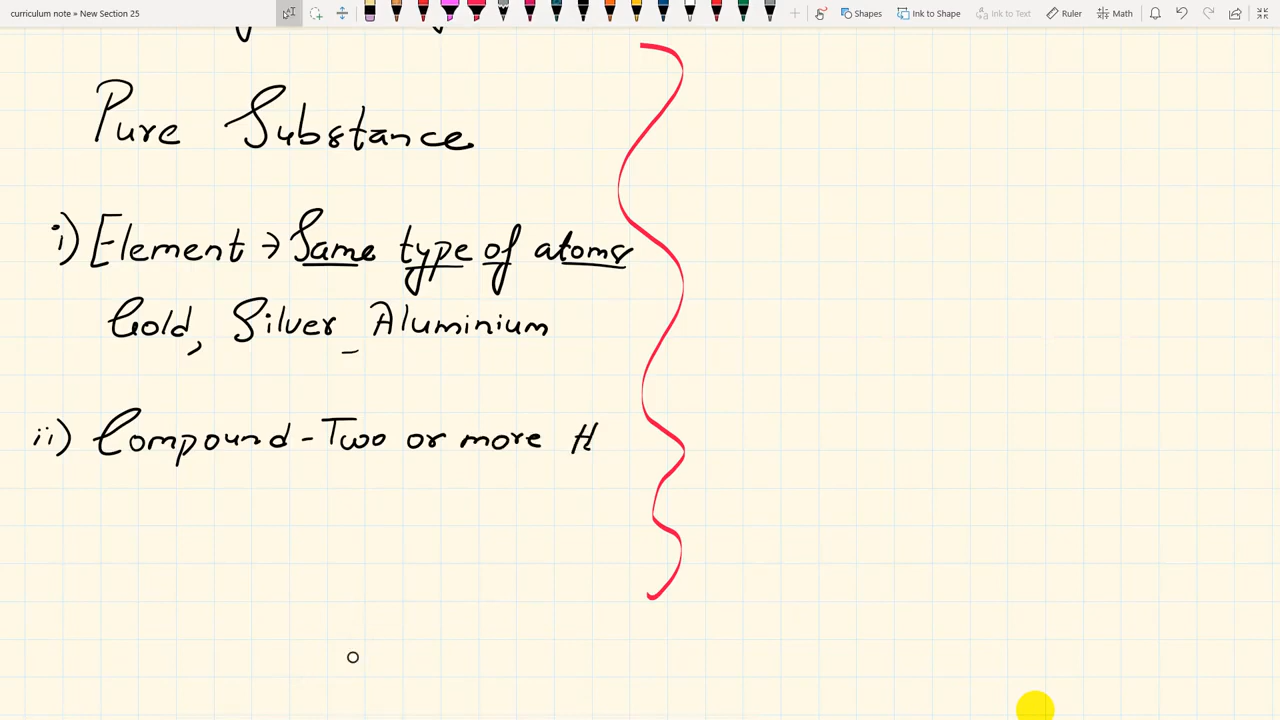 curriculum note » New Section 25
Shapes Ink to Shape Ink to Text Ruler Math
Pure Substance
i) Element → Same type of atoms
Gold, Silver, Aluminium
ii) Compound - Two or more